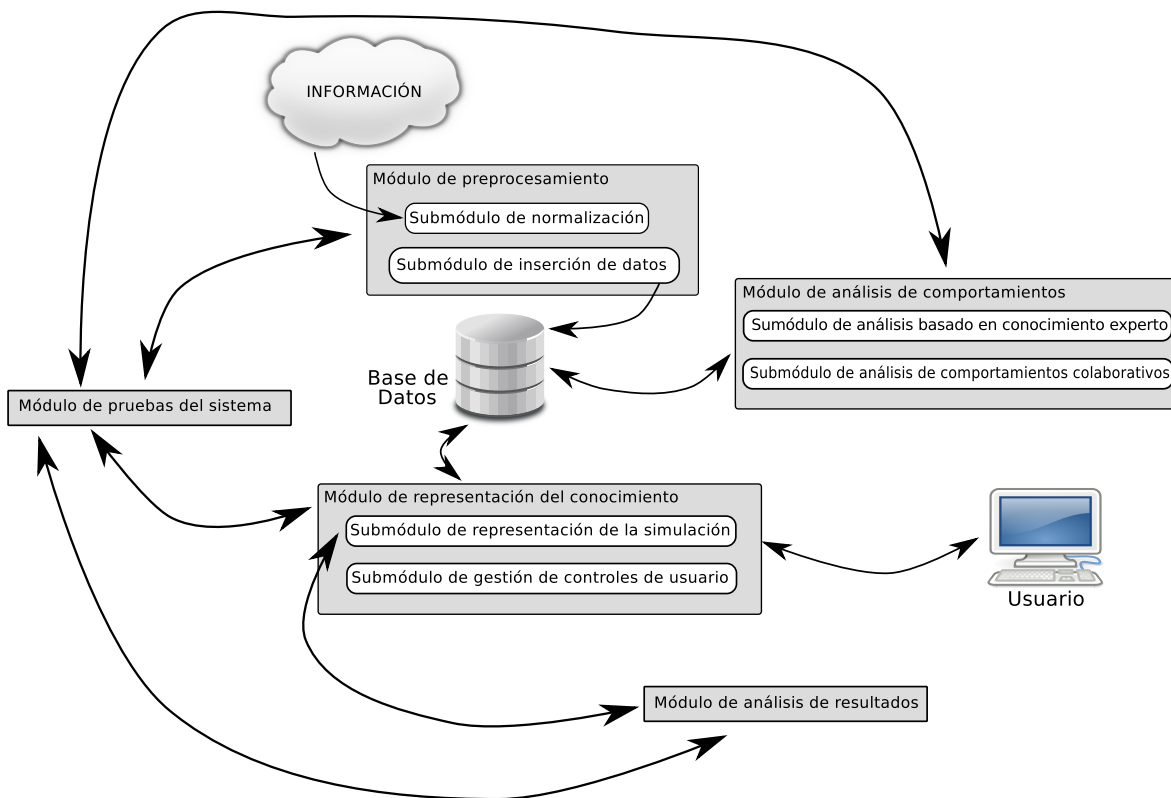 INFORMACIÓN
Módulo de preprocesamiento
Submódulo de normalización
Submódulo de inserción de datos
Módulo de análisis de comportamientos
Sumódulo de análisis basado en conocimiento experto
Submódulo de análisis de comportamientos colaborativos
Base de
Datos
Módulo de pruebas del sistema
Módulo de representación del conocimiento
Submódulo de representación de la simulación
Submódulo de gestión de controles de usuario
Usuario
Módulo de análisis de resultados